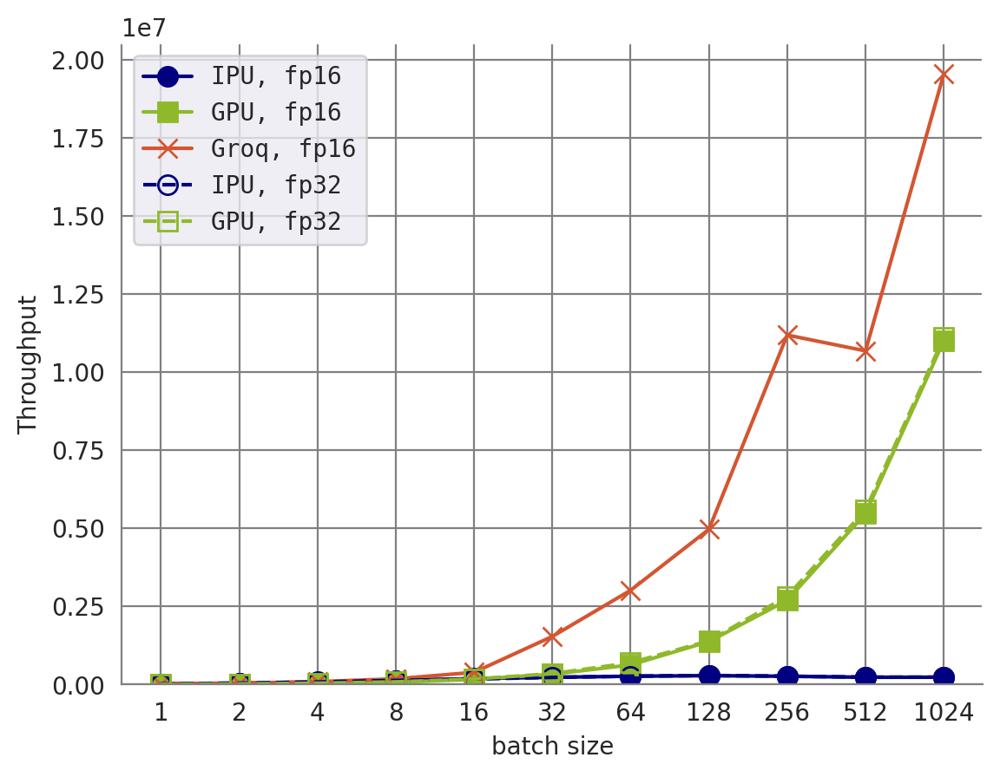 1e7
2.00
1.75
1.50
1.25
1.00
0.75
0.50
0.25
0.00
Throughput
IPU, fp16
GPU, fp16
Groq, fp16
IPU, fp32
GPU, fp32
1 2 4 8 16 32 64 128 256 512 1024
batch size